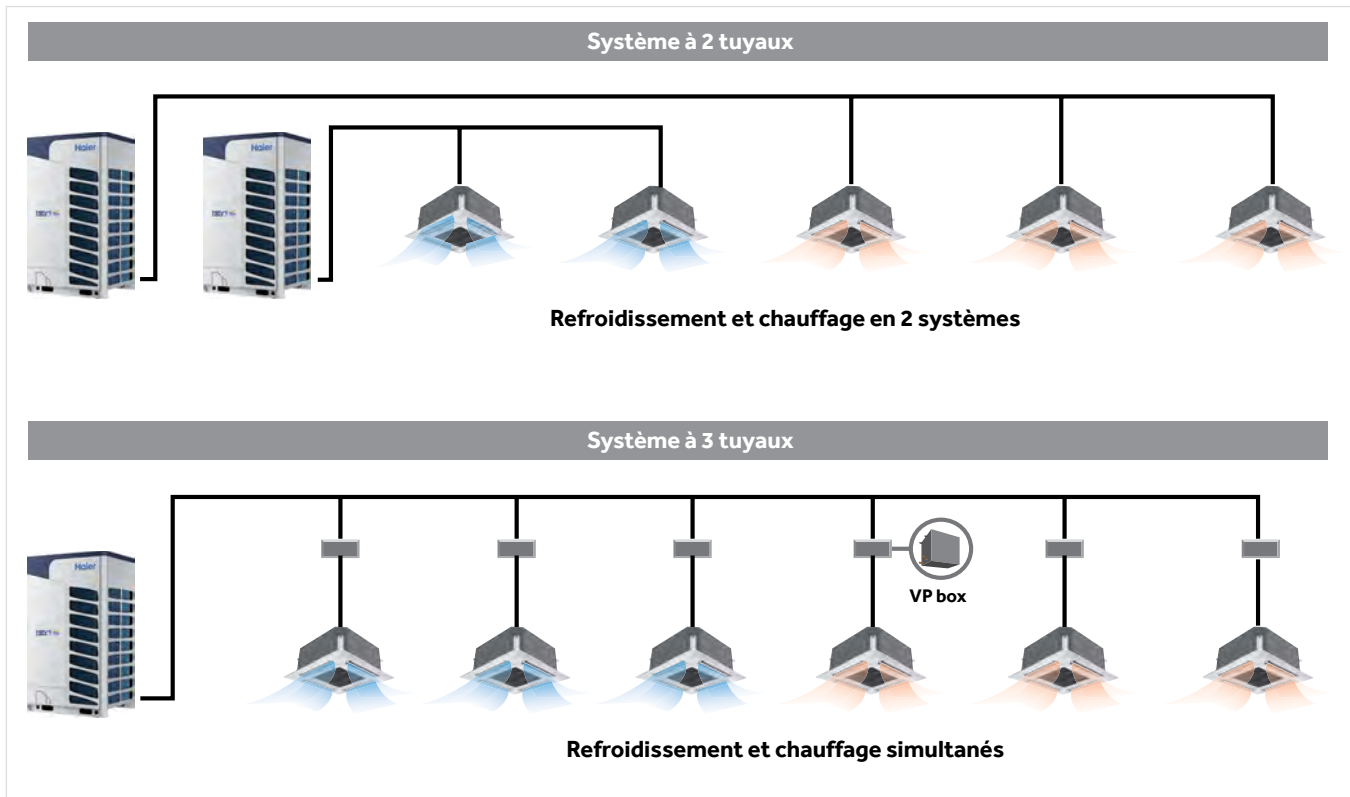 Système à 2 tuyaux
Haier
Haier
Refroidissement et chauffage en 2 systèmes
Système à 3 tuyaux
Haier
VP box
Refroidissement et chauffage simultanés